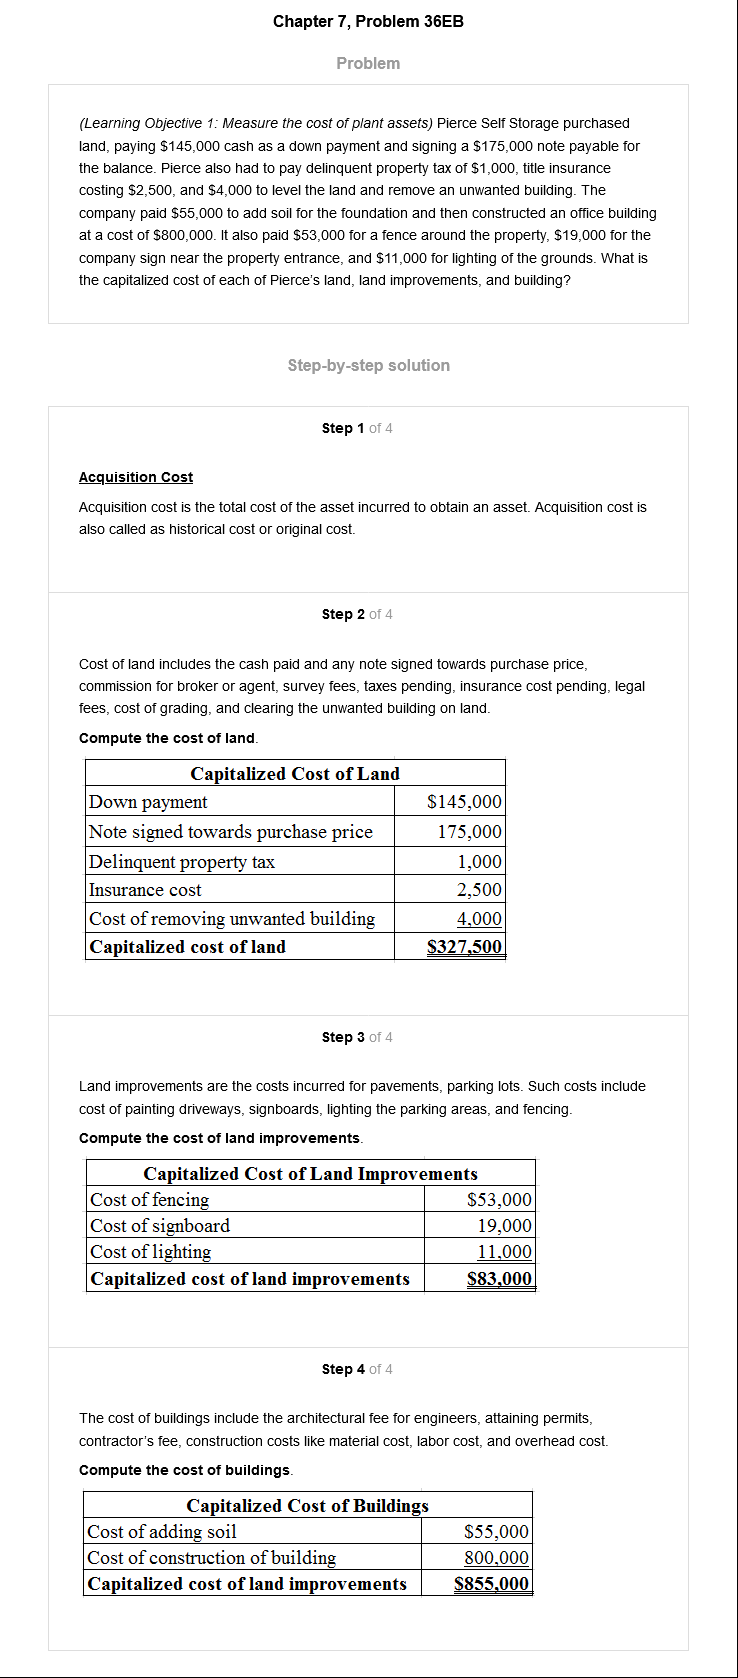 Chapter 7, Problem 36EB
Problem
(Learning Objective 1: Measure the cost of plant assets) Pierce Self Storage purchased
land, paying $145,000 cash as a down payment and signing a $175,000 note payable for
the balance. Pierce also had to pay delinquent property tax of $1,000, title insurance
costing $2,500, and $4,000 to level the land and remove an unwanted building. The
company paid $55,000 to add soil for the foundation and then constructed an office building
at a cost of $800,000. It also paid $53,000 for a fence around the property, $19,000 for the
company sign near the property entrance, and $11,000 for lighting of the grounds. What is
the capitalized cost of each of Pierce's land, land improvements, and building?
Step-by-step solution
Step 1 of 4
Acquisition Cost
Acquisition cost is the total cost of the asset incurred to obtain an asset. Acquisition cost is
also called as historical cost or original cost.
Step 2 of 4
Cost of land includes the cash paid and any note signed towards purchase price,
commission for broker or agent, survey fees, taxes pending, insurance cost pending, legal
fees, cost of grading, and clearing the unwanted building on land.
Compute the cost of land.
Capitalized Cost of Land
Down payment $145,000
Note signed towards purchase price 175,000
Delinquent property tax 1,000
Insurance cost 2,500
Cost of removing unwanted building 4,000
Capitalized cost of land $327,500
Step 3 of 4
Land improvements are the costs incurred for pavements, parking lots. Such costs include
cost of painting driveways, signboards, lighting the parking areas, and fencing.
Compute the cost of land improvements.
Capitalized Cost of Land Improvements
Cost of fencing $53,000
Cost of signboard 19,000
Cost of lighting 11,000
Capitalized cost of land improvements $83,000
Step 4 of 4
The cost of buildings include the architectural fee for engineers, attaining permits,
contractor's fee, construction costs like material cost, labor cost, and overhead cost.
Compute the cost of buildings.
Capitalized Cost of Buildings
Cost of adding soil $55,000
Cost of construction of building 800,000
Capitalized cost of land improvements $855,000